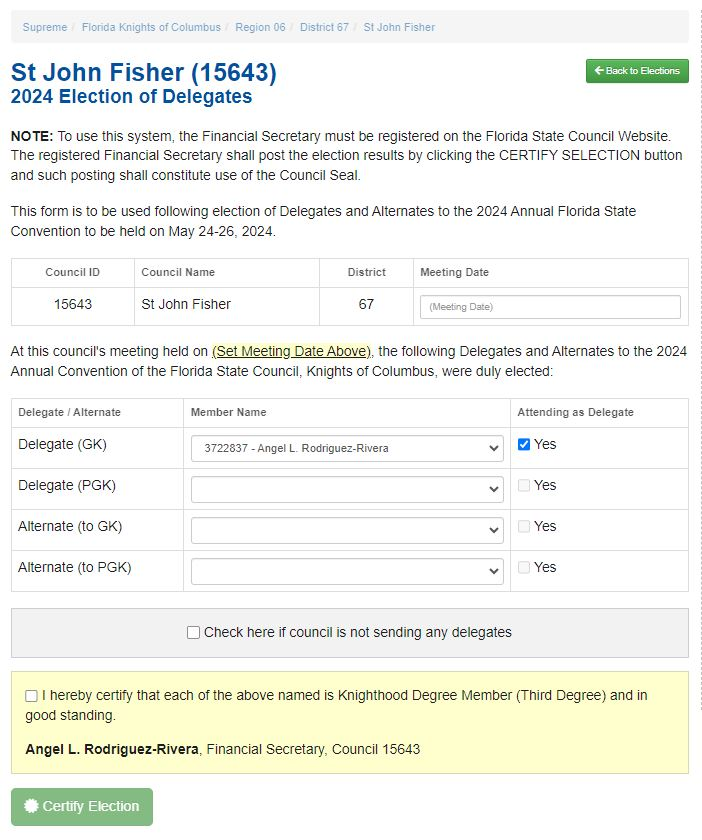 Supreme / Florida Knights of Columbus / Region 06 / District 67 / St John Fisher
St John Fisher (15643)
Back to Elections
2024 Election of Delegates
NOTE: To use this system, the Financial Secretary must be registered on the Florida State Council Website.
The registered Financial Secretary shall post the election results by clicking the CERTIFY SELECTION button
and such posting shall constitute use of the Council Seal.
This form is to be used following election of Delegates and Alternates to the 2024 Annual Florida State
Convention to be held on May 24-26, 2024.
Council ID Council Name District Meeting Date
15643 St John Fisher 67 (Meeting Date)
At this council's meeting held on (Set Meeting Date Above), the following Delegates and Alternates to the 2024
Annual Convention of the Florida State Council, Knights of Columbus, were duly elected:
Delegate / Alternate Member Name Attending as Delegate
Delegate (GK) 3722837 - Angel L. Rodriguez-Rivera Yes
Delegate (PGK) Yes
Alternate (to GK) Yes
Alternate (to PGK) Yes
Check here if council is not sending any delegates
I hereby certify that each of the above named is Knighthood Degree Member (Third Degree) and in
good standing.
Angel L. Rodriguez-Rivera, Financial Secretary, Council 15643
Certify Election